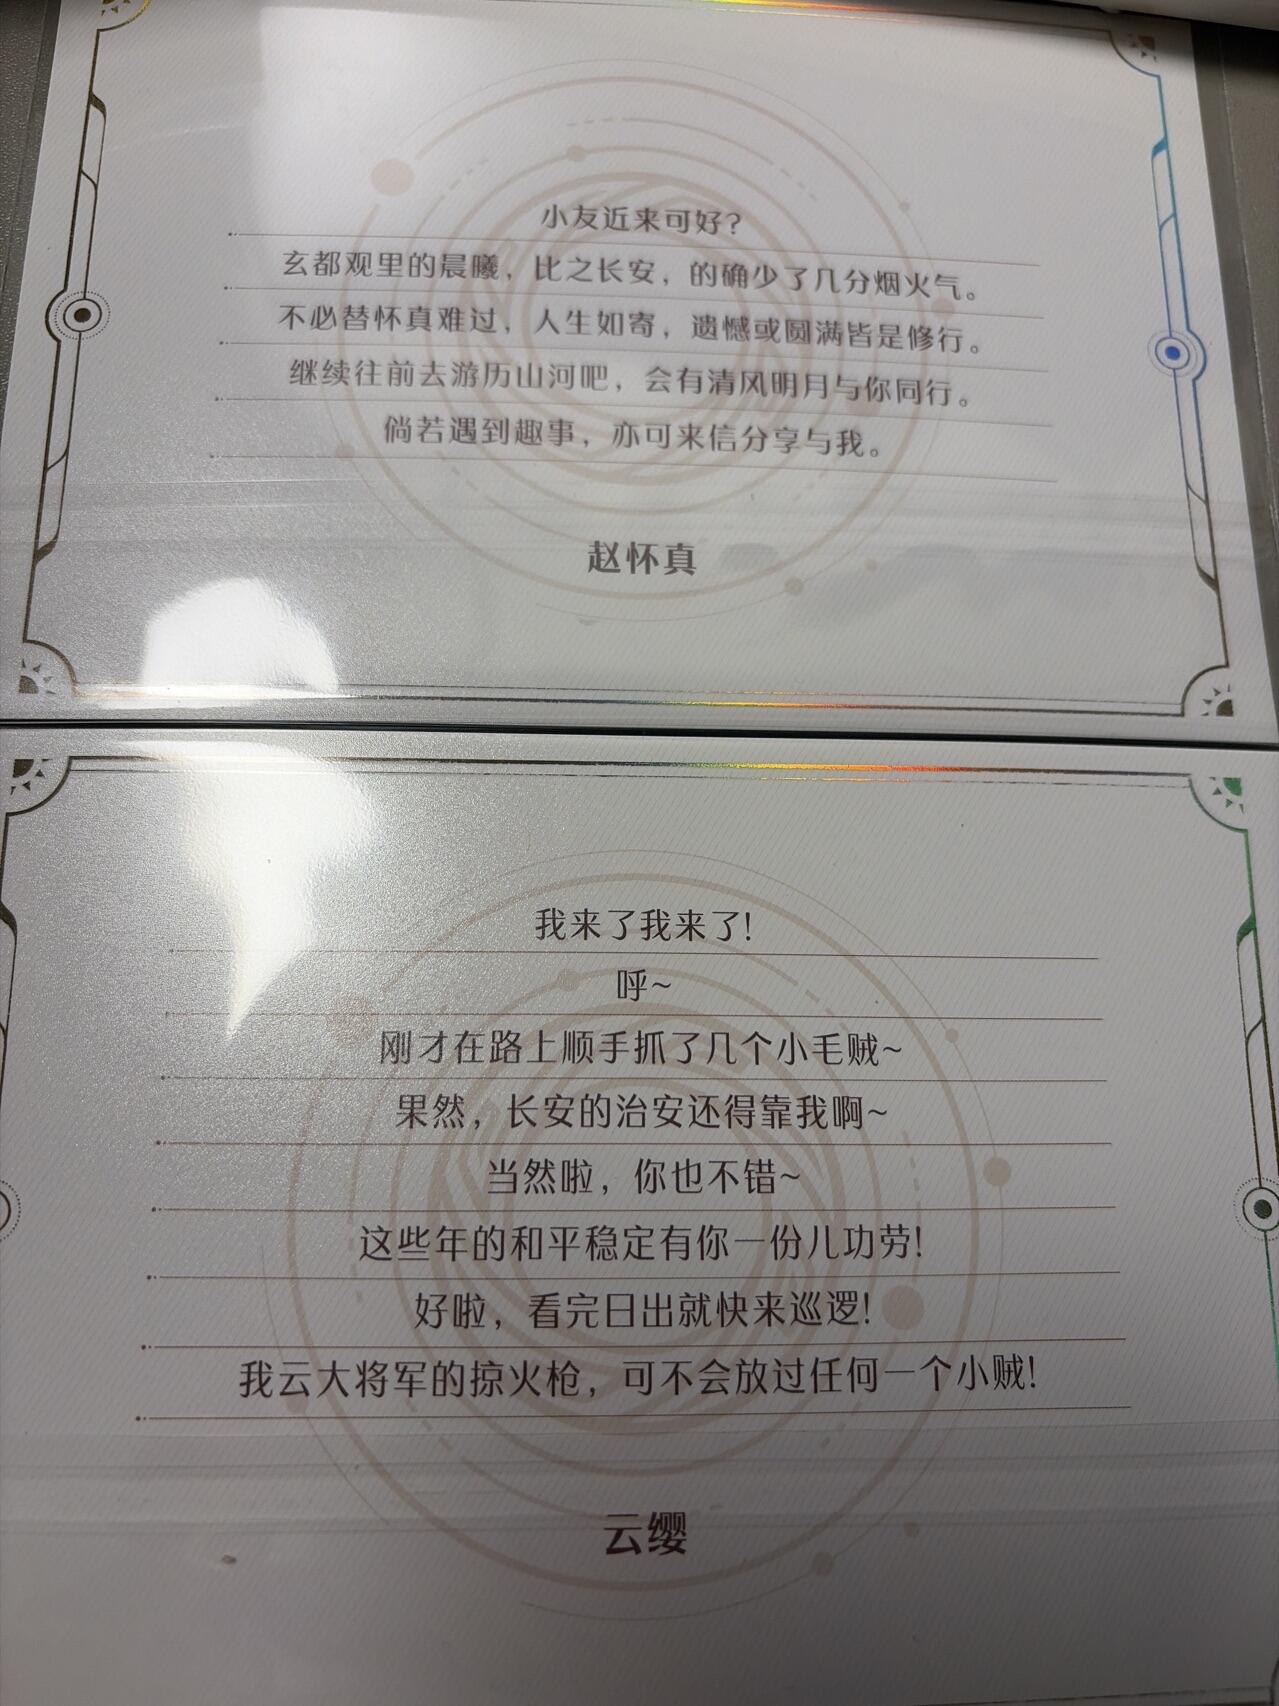 小友近来可好？
玄都观里的晨曦，比之长安，的确少了几分烟火气。
不必替怀真难过，人生如寄，遗憾或圆满皆是修行。
继续往前去游历山河吧，会有清风明月与你同行。
倘若遇到趣事，亦可来信分享与我。
赵怀真
我来了我来了！
呼~
刚才在路上顺手抓了几个小毛贼~
果然，长安的治安还得靠我啊~
当然啦，你也不错~
这些年的和平稳定有你一份儿功劳！
好啦，看完日出就快来巡逻！
我云大将军的掠火枪，可不会放过任何一个小贼！
云缨